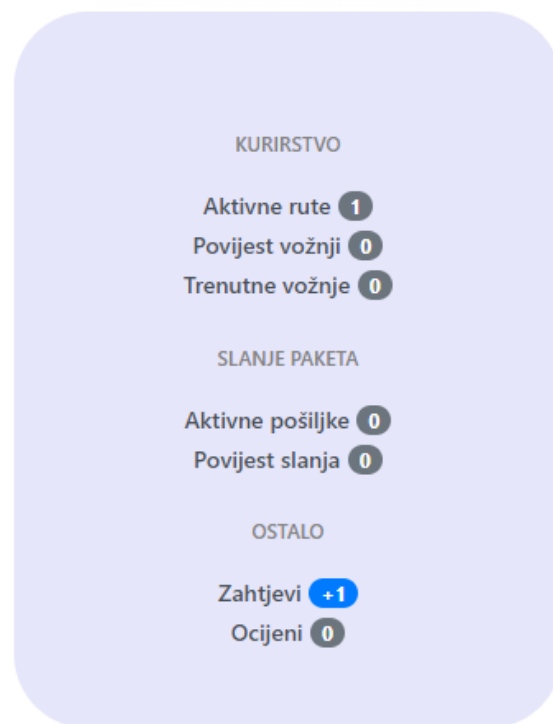 KURIRSTVO
Aktivne rute 1
Povijest vožnji 0
Trenutne vožnje 0
SLANJE PAKETA
Aktivne pošiljke 0
Povijest slanja 0
OSTALO
Zahtjevi +1
Ocijeni 0